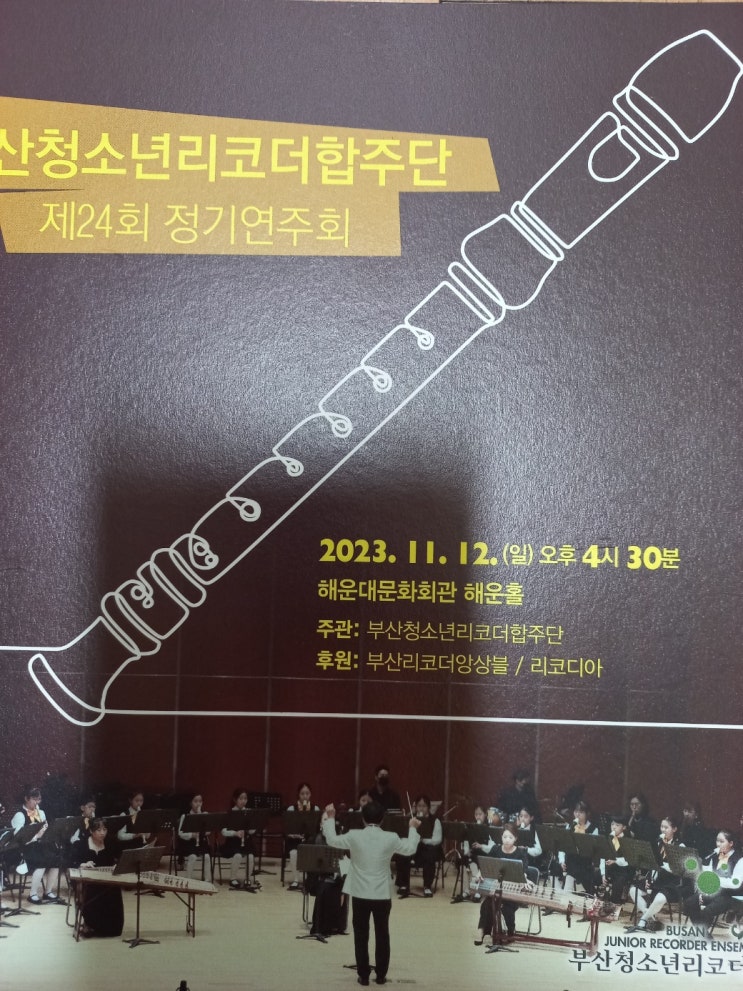 산청소년리코더합주단
제24회 정기연주회
2023. 11. 12. (일) 오후 4시 30분
해운대문화회관 해운홀
주관: 부산청소년리코더합주단
후원: 부산리코더앙상블 / 리코디아
BUSAN
JUNIOR RECORDER ENSEM
부산청소년리코더